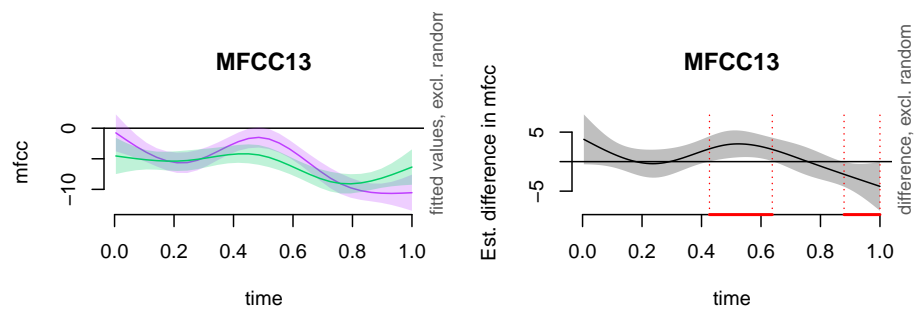 MFCC13
mfcc
0
-10
0.0 0.2 0.4 0.6 0.8 1.0
time
fitted values, excl. random
MFCC13
Est. difference in mfcc
5
-5
0.0 0.2 0.4 0.6 0.8 1.0
time
difference, excl. random